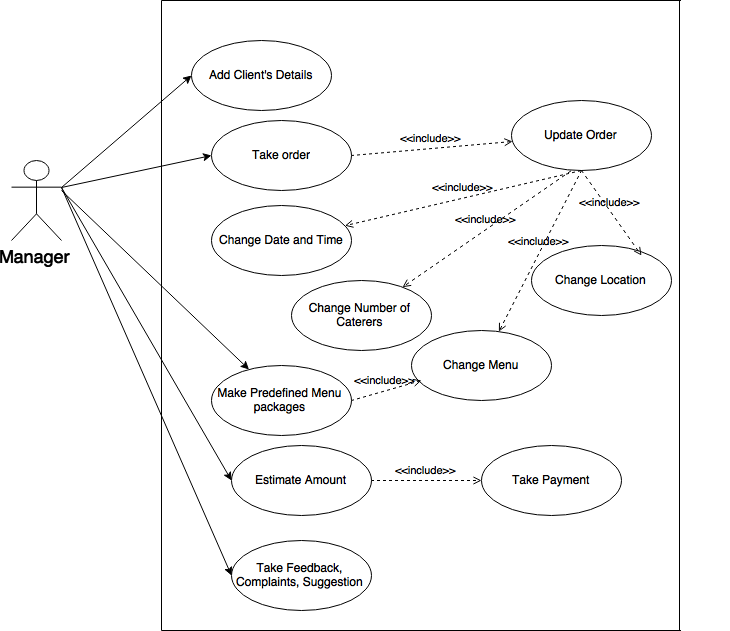 Add Client's Details
Take order
<<include>>
Update Order
Manager
<<include>>
<<include>>
<<include>>
<<include>>
Change Date and Time
Change Location
Change Number of
Caterers
Change Menu
Make Predefined Menu
packages
<<include>>
Estimate Amount
<<include>>
Take Payment
Take Feedback,
Complaints, Suggestion